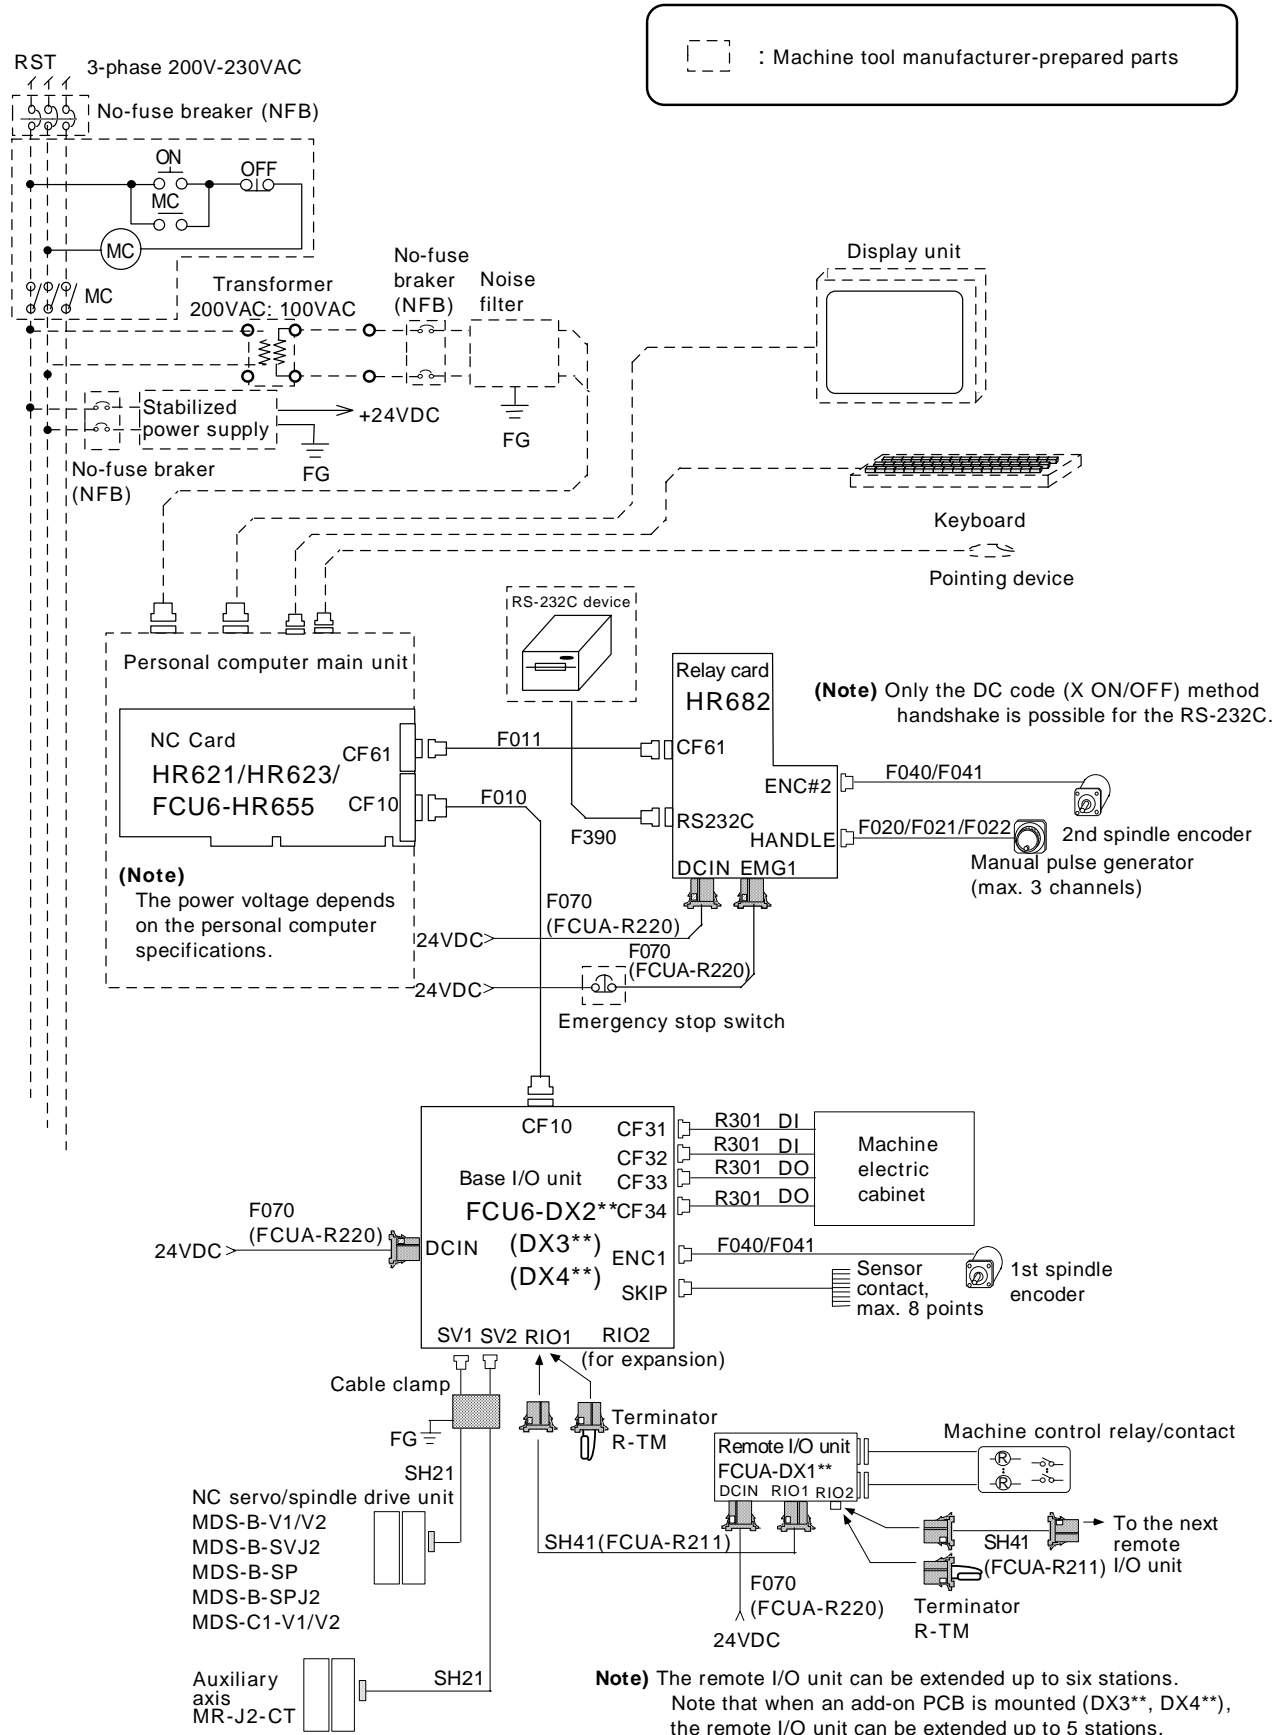 : Machine tool manufacturer-prepared parts
RST
3-phase 200V-230VAC
No-fuse breaker (NFB)
ON
OFF
MC
MC
MC
Transformer
200VAC: 100VAC
No-fuse
braker
(NFB)
Noise
filter
Display unit
Stabilized
power supply
+24VDC
FG
FG
No-fuse braker
(NFB)
Keyboard
Pointing device
RS-232C device
Personal computer main unit
NC Card
HR621/HR623/
FCU6-HR655
CF61
CF10
F011
F010
F390
Relay card
HR682
CF61
RS232C
ENC#2
HANDLE
DCIN EMG1
(Note) Only the DC code (X ON/OFF) method
handshake is possible for the RS-232C.
F040/F041
2nd spindle encoder
F020/F021/F022
Manual pulse generator
(max. 3 channels)
(Note)
The power voltage depends
on the personal computer
specifications.
F070
(FCUA-R220)
24VDC
F070
(FCUA-R220)
24VDC
Emergency stop switch
CF10
Base I/O unit
FCU6-DX2**
(DX3**)
(DX4**)
CF31
CF32
CF33
CF34
ENC1
SKIP
R301 DI
R301 DI
R301 DO
R301 DO
Machine
electric
cabinet
F070
(FCUA-R220)
24VDC
DCIN
F040/F041
1st spindle
encoder
Sensor
contact,
max. 8 points
SV1 SV2 RIO1 RIO2
(for expansion)
Cable clamp
FG
Terminator
R-TM
SH21
NC servo/spindle drive unit
MDS-B-V1/V2
MDS-B-SVJ2
MDS-B-SP
MDS-B-SPJ2
MDS-C1-V1/V2
Auxiliary
axis
MR-J2-CT
SH21
SH41(FCUA-R211)
Remote I/O unit
FCUA-DX1**
DCIN RIO1 RIO2
Machine control relay/contact
R
R
SH41
(FCUA-R211)
To the next
remote
I/O unit
Terminator
R-TM
F070
(FCUA-R220)
24VDC
Note) The remote I/O unit can be extended up to six stations.
Note that when an add-on PCB is mounted (DX3**, DX4**),
the remote I/O unit can be extended up to 5 stations.